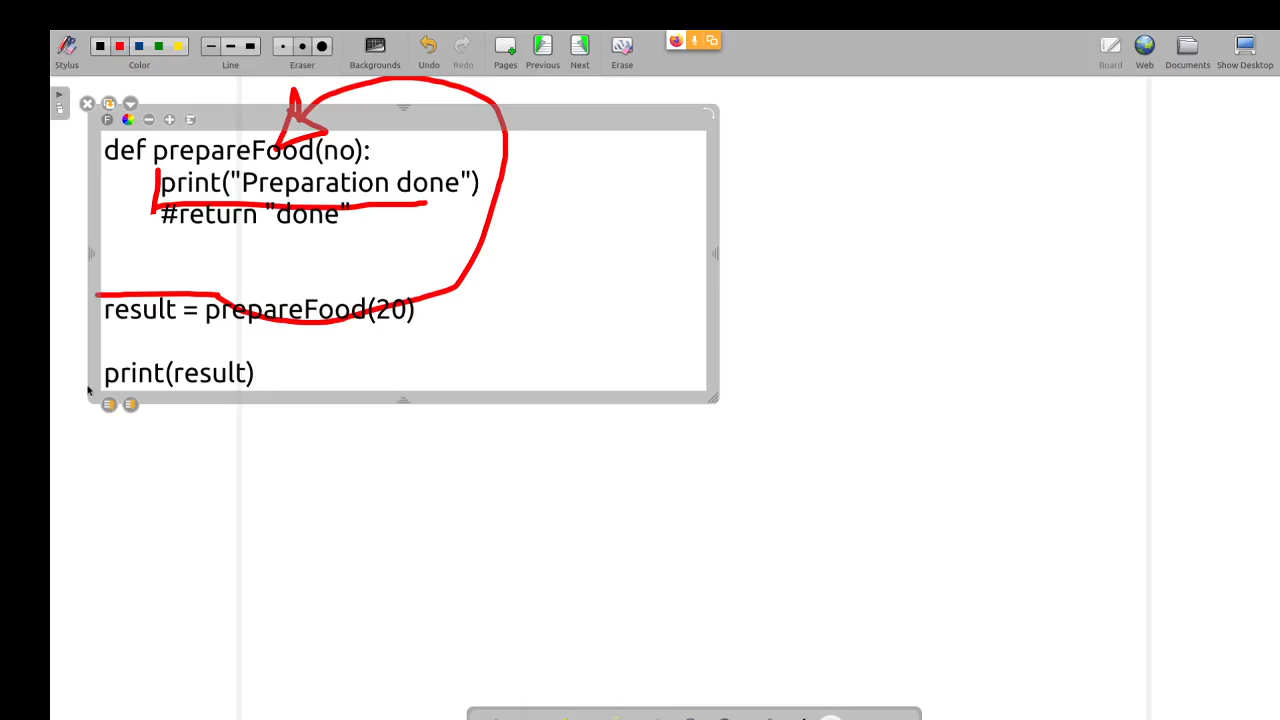 Stylus Color Line Eraser Backgrounds Undo Redo Pages Previous Next Erase Board Web Documents Show Desktop
F
def prepareFood(no):
print("Preparation done")
#return "done"
result = prepareFood(20)
print(result)